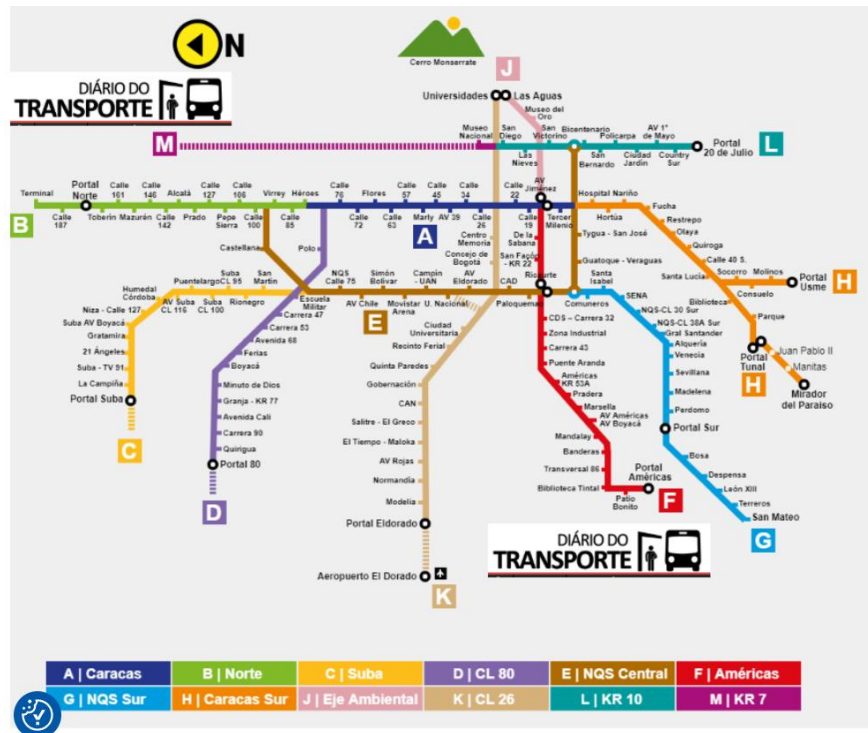 N
Cerro Monserrate
DIÁRIO DO
TRANSPORTE
J
Universidades
Las Aguas
Museo del
Oro
M
Museo
Nacional
San
Diego
Las
Nieves
San
Victorino
Bicentenario
San
Bernardo
Policarpa
Ciudad
Jardin
AV 1°
de Mayo
Country
Sur
Portal
20 de Julio
L
B
Terminal
Calle
187
Portal
Norte
Toberin
Calle
161
Mazurén
Calle
146
Calle
142
Alcalá
Prado
Calle
127
Pepe
Sierra
Calle
106
Calle
100
Virrey
Calle
85
Héroes
Calle
76
Calle
72
Flores
Calle
63
Calle
57
Marly
A
Calle
45
AV 39
Calle
34
Calle
26
Calle
22
Calle
19
AV
Jiménez
Tercer
Milenio
Hospital Nariño
Hortúa
Fucha
Restrepo
Olaya
Quiroga
Calle 40 S.
Santa Lucía
Socorro
Molinos
Consuelo
Biblioteca
Portal
Usme
H
Parque
Portal
Tunal
H
Juan Pablo II
Manitas
Mirador
del Paraiso
Castellana
Polo
Centro
Memoria
Concejo de
Bogotá
De la
Sabana
San Façon
- KR 22
Tygua - San José
Guatoque - Veraguas
Ricaurte
Santa
Isabel
Comuneros
Humedal
Córdoba
Puentelargo
Suba
CL 95
San
Martin
AV Suba
CL 116
Suba
CL 100
Rionegro
Escuela
Militar
NQS
Calle 75
AV Chile
E
Simón
Bolivar
Movistar
Arena
Campin
- UAN
U. Nacional
AV
Eldorado
CAD
Paloquemao
Niza - Calle 127
Suba AV Boyacá
Gratamira
21 Ángeles
Suba - TV 91
La Campiña
Portal Suba
C
Carrera 47
Carrera 53
Avenida 68
Ferias
Boyacá
Minuto de Dios
Granja - KR 77
Avenida Cali
Carrera 90
Quirigua
Portal 80
D
Ciudad
Universitaria
Recinto Ferial
Quinta Paredes
Gobernación
CAN
Salitre - El Greco
El Tiempo - Maloka
AV Rojas
Normandía
Modelia
Portal Eldorado
Aeropuerto El Dorado
K
CDS – Carrera 32
Zona Industrial
Carrera 43
Puente Aranda
Américas
KR 53A
Pradera
Marsella
AV Américas
AV Boyacá
Mandalay
Banderas
Transversal 86
Biblioteca Tintal
Patio
Bonito
Portal
Américas
F
SENA
NQS-CL 30 Sur
NQS-CL 38A Sur
Gral Santander
Alquería
Venecia
Sevillana
Madelena
Perdomo
Portal Sur
Bosa
Despensa
León XIII
Terreros
San Mateo
G
DIÁRIO DO
TRANSPORTE
A | Caracas
B | Norte
C | Suba
D | CL 80
E | NQS Central
F | Américas
G | NQS Sur
H | Caracas Sur
J | Eje Ambiental
K | CL 26
L | KR 10
M | KR 7